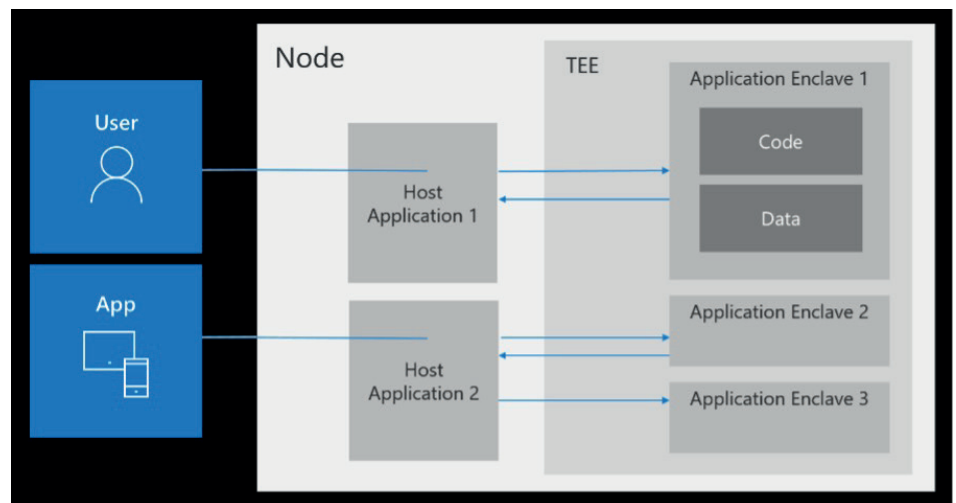 Node
TEE
User
App
Host
Application 1
Host
Application 2
Application Enclave 1
Code
Data
Application Enclave 2
Application Enclave 3